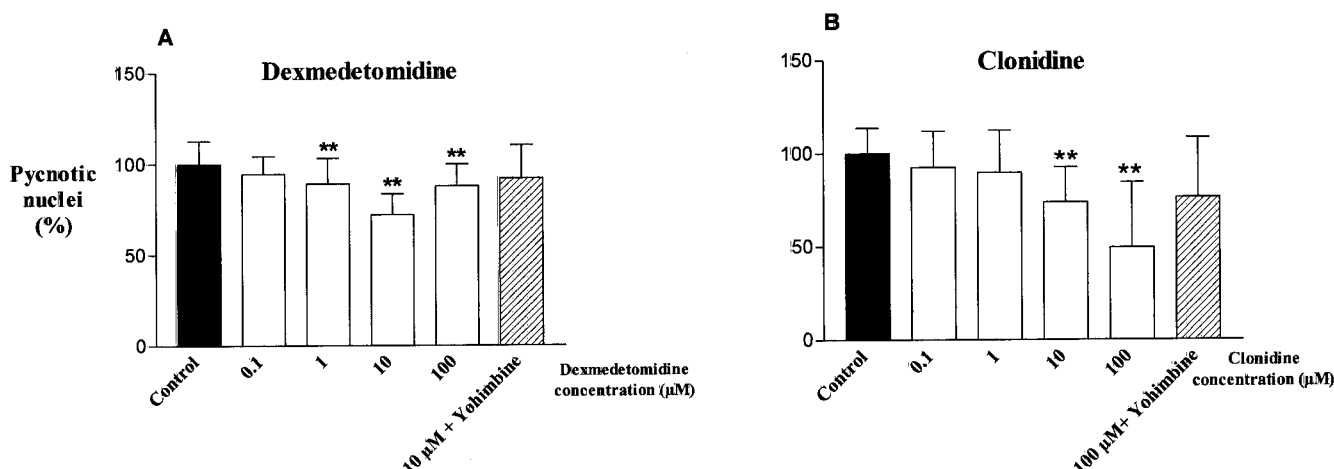 A
Dexmedetomidine
150
100
50
0
Pycnotic
nuclei
(%)
**
**
**
Control
0.1
1
10
100
10 µM + Yohimbine
Dexmedetomidine
concentration (µM)
B
Clonidine
150
100
50
0
**
**
Control
0.1
1
10
100
100 µM+ Yohimbine
Clonidine
concentration (µM)